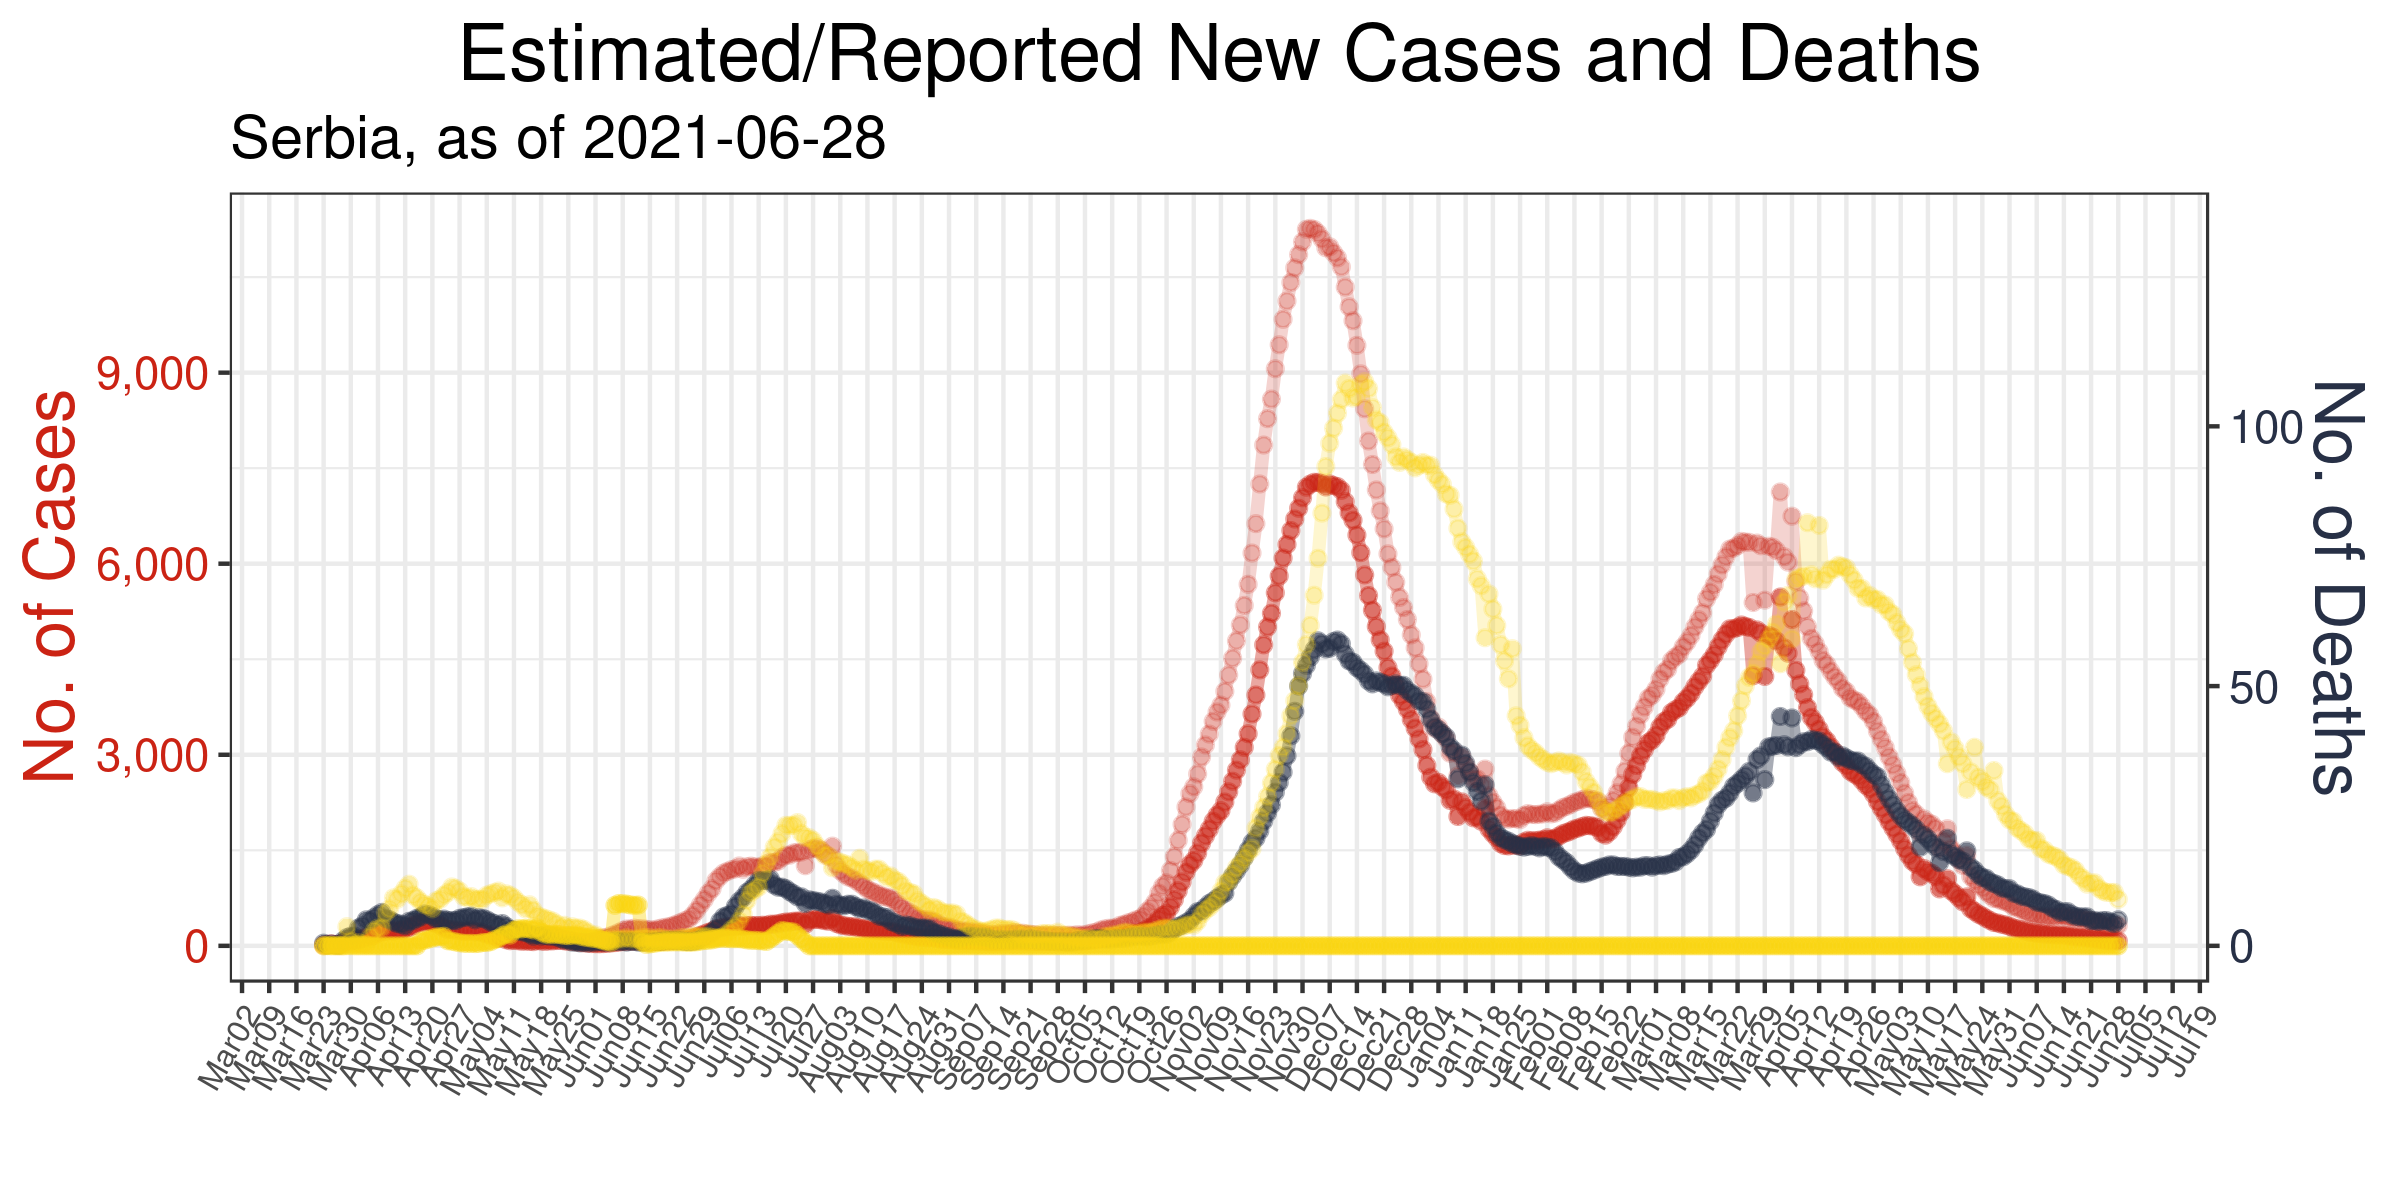 Estimated/Reported New Cases and Deaths
Serbia, as of 2021-06-28
No. of Cases
9,000
6,000
3,000
0
No. of Deaths
100
50
0
Mar02
Mar09
Mar16
Mar23
Mar30
Apr06
Apr13
Apr20
Apr27
May04
May11
May18
May25
Jun01
Jun08
Jun15
Jun22
Jun29
Jul06
Jul13
Jul20
Jul27
Aug03
Aug10
Aug17
Aug24
Aug31
Sep07
Sep14
Sep21
Sep28
Oct05
Oct12
Oct19
Oct26
Nov02
Nov09
Nov16
Nov23
Nov30
Dec07
Dec14
Dec21
Dec28
Jan04
Jan11
Jan18
Jan25
Feb01
Feb08
Feb15
Feb22
Mar01
Mar08
Mar15
Mar22
Mar29
Apr05
Apr12
Apr19
Apr26
May03
May10
May17
May24
May31
Jun07
Jun14
Jun21
Jun28
Jul05
Jul12
Jul19